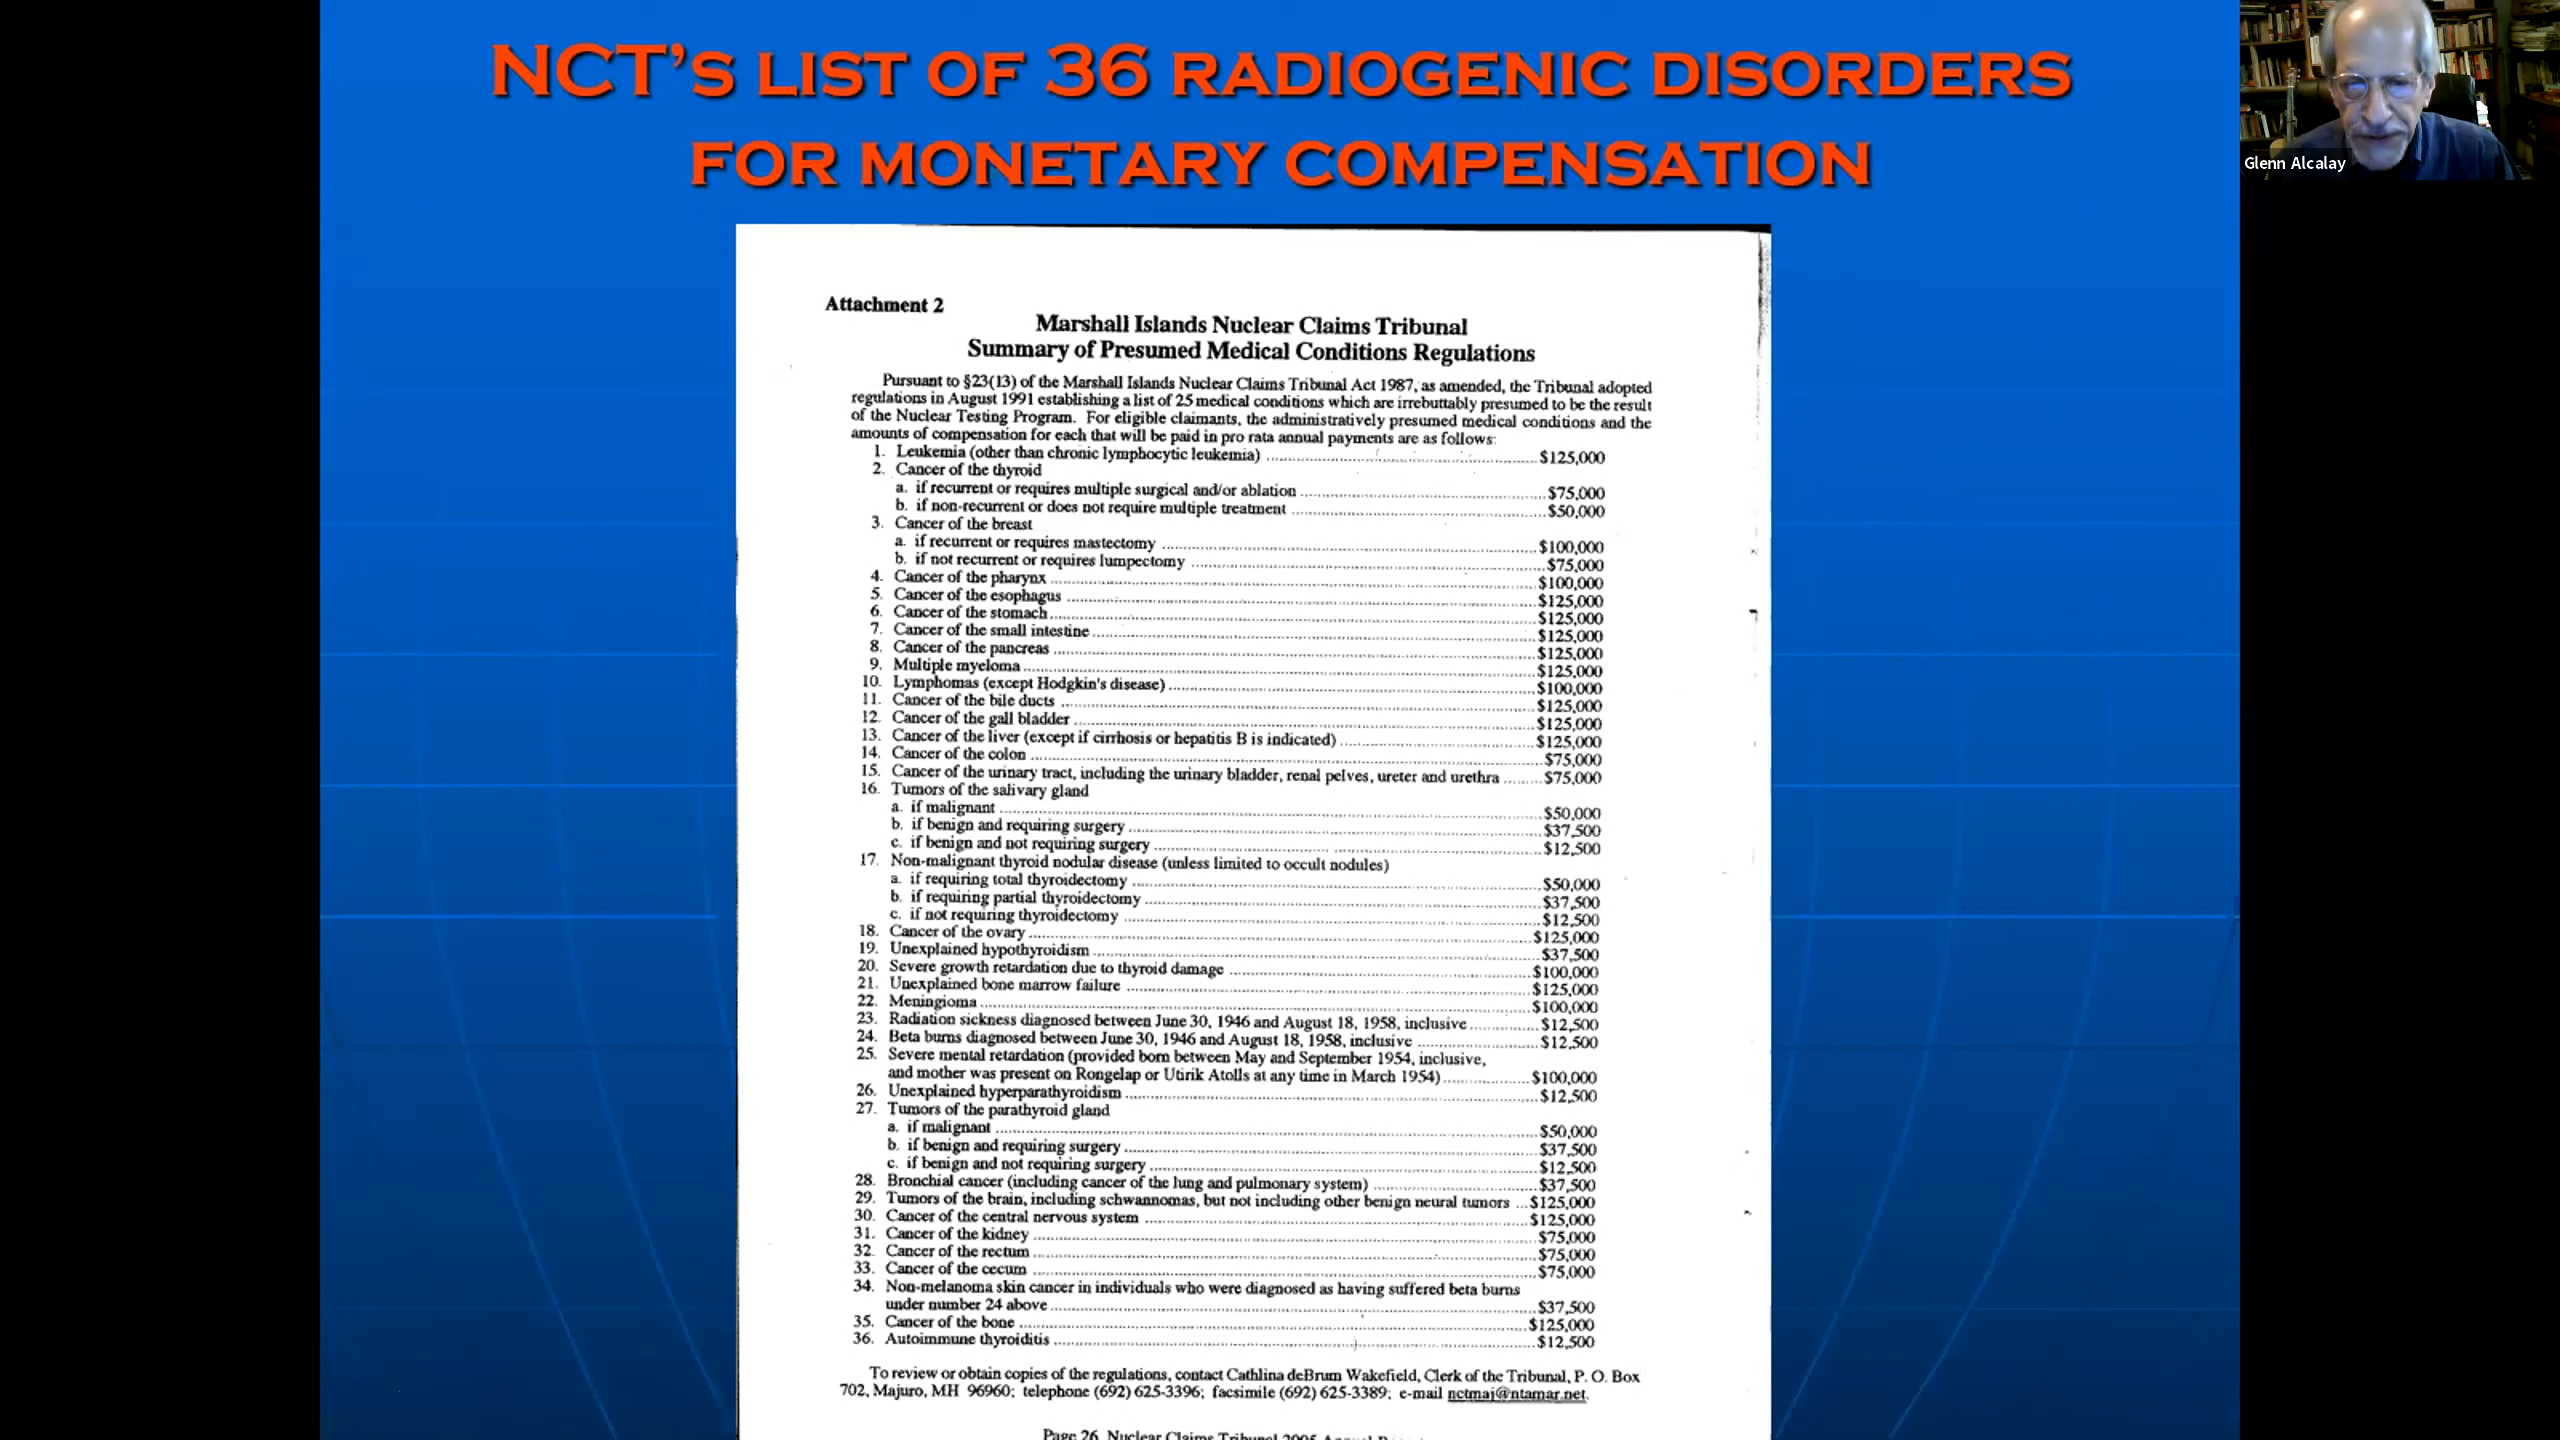 NCT'S LIST OF 36 RADIOGENIC DISORDERS
FOR MONETARY COMPENSATION
Glenn Alcalay
Attachment 2
Marshall Islands Nuclear Claims Tribunal
Summary of Presumed Medical Conditions Regulations
Pursuant to §23(13) of the Marshall Islands Nuclear Claims Tribunal Act 1987, as amended, the Tribunal adopted
regulations in August 1991 establishing a list of 25 medical conditions which are irrebuttably presumed to be the result
of the Nuclear Testing Program. For eligible claimants, the administratively presumed medical conditions and the
amounts of compensation for each that will be paid in pro rata annual payments are as follows:
1. Leukemia (other than chronic lymphocytic leukemia) $125,000
2. Cancer of the thyroid
a. if recurrent or requires multiple surgical and/or ablation $75,000
b. if non-recurrent or does not require multiple treatment $50,000
3. Cancer of the breast
a. if recurrent or requires mastectomy $100,000
b. if not recurrent or requires lumpectomy $75,000
4. Cancer of the pharynx $100,000
5. Cancer of the esophagus $125,000
6. Cancer of the stomach $125,000
7. Cancer of the small intestine $125,000
8. Cancer of the pancreas $125,000
9. Multiple myeloma $125,000
10. Lymphomas (except Hodgkin's disease) $100,000
11. Cancer of the bile ducts $125,000
12. Cancer of the gall bladder $125,000
13. Cancer of the liver (except if cirrhosis or hepatitis B is indicated) $125,000
14. Cancer of the colon $75,000
15. Cancer of the urinary tract, including the urinary bladder, renal pelves, ureter and urethra $75,000
16. Tumors of the salivary gland
a. if malignant $50,000
b. if benign and requiring surgery $37,500
c. if benign and not requiring surgery $12,500
17. Non-malignant thyroid nodular disease (unless limited to occult nodules)
a. if requiring total thyroidectomy $50,000
b. if requiring partial thyroidectomy $37,500
c. if not requiring thyroidectomy $12,500
18. Cancer of the ovary $125,000
19. Unexplained hypothyroidism $37,500
20. Severe growth retardation due to thyroid damage $100,000
21. Unexplained bone marrow failure $125,000
22. Meningioma $100,000
23. Radiation sickness diagnosed between June 30, 1946 and August 18, 1958, inclusive $12,500
24. Beta burns diagnosed between June 30, 1946 and August 18, 1958, inclusive $12,500
25. Severe mental retardation (provided born between May and September 1954, inclusive,
and mother was present on Rongelap or Utirik Atolls at any time in March 1954) $100,000
26. Unexplained hyperparathyroidism $12,500
27. Tumors of the parathyroid gland
a. if malignant $50,000
b. if benign and requiring surgery $37,500
c. if benign and not requiring surgery $12,500
28. Bronchial cancer (including cancer of the lung and pulmonary system) $37,500
29. Tumors of the brain, including schwannomas, but not including other benign neural tumors $125,000
30. Cancer of the central nervous system $125,000
31. Cancer of the kidney $75,000
32. Cancer of the rectum $75,000
33. Cancer of the cecum $75,000
34. Non-melanoma skin cancer in individuals who were diagnosed as having suffered beta burns
under number 24 above $37,500
35. Cancer of the bone $125,000
36. Autoimmune thyroiditis $12,500
To review or obtain copies of the regulations, contact Cathlina deBrum Wakefield, Clerk of the Tribunal, P. O. Box
702, Majuro, MH 96960; telephone (692) 625-3396; facsimile (692) 625-3389; e-mail nctmaj@ntamar.net.
Page 26, Nuclear Claims Tribunal 2005 Annual